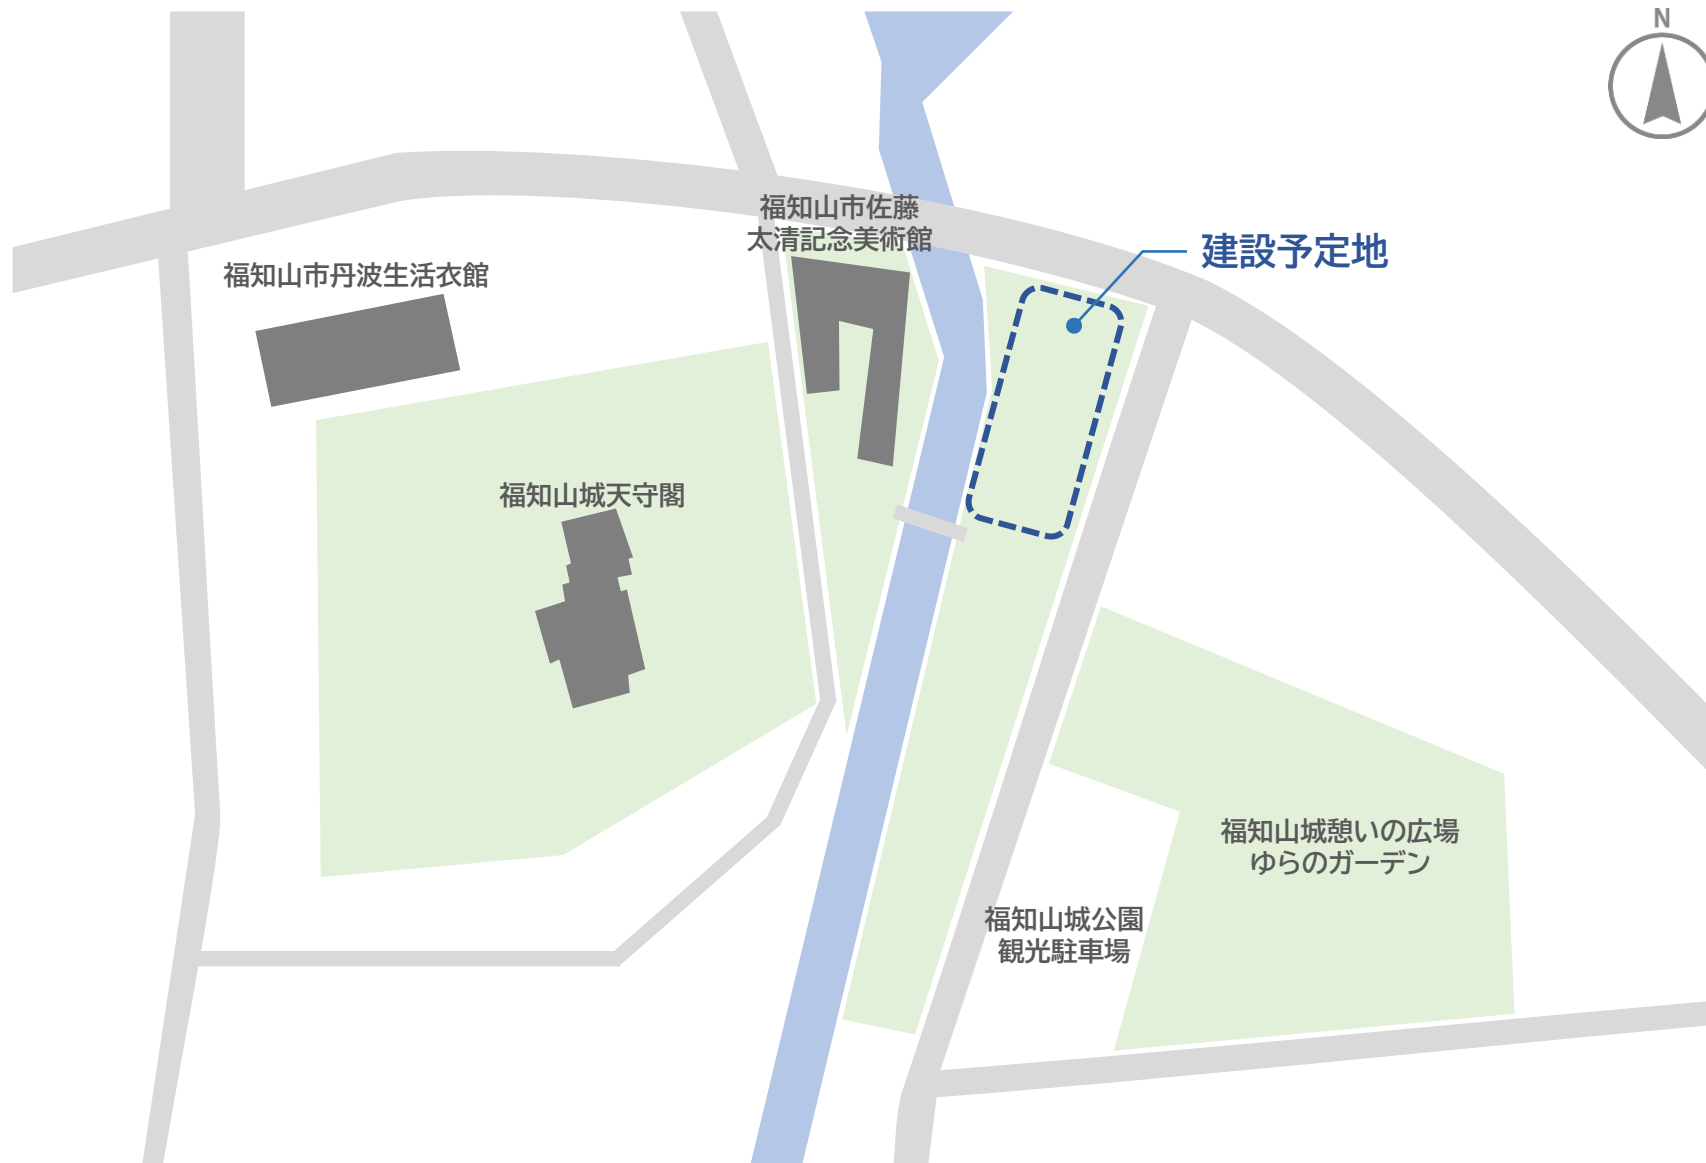 N
福知山市佐藤
太清記念美術館
建設予定地
福知山市丹波生活衣館
福知山城天守閣
福知山城憩いの広場
ゆらのガーデン
福知山城公園
観光駐車場